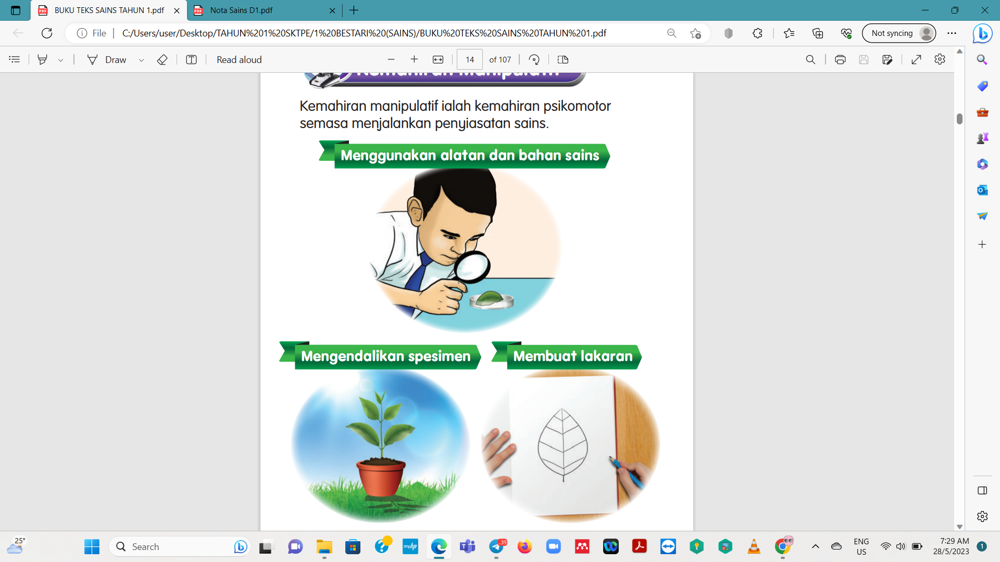 BUKU TEKS SAINS TAHUN 1.pdf
Nota Sains D1.pdf
File
C:/Users/user/Desktop/TAHUN%201%20SKTPE/1%20BESTARI%20(SAINS)/BUKU%20TEKS%20SAINS%20TAHUN%201.pdf
Not syncing
Draw
Read aloud
14 of 107
Kemahiran Manipulatif
Kemahiran manipulatif ialah kemahiran psikomotor
semasa menjalankan penyiasatan sains.
Menggunakan alatan dan bahan sains
Mengendalikan spesimen
Membuat lakaran
25°
Search
myhp
..39
ENG
US
7:29 AM
28/5/2023
1